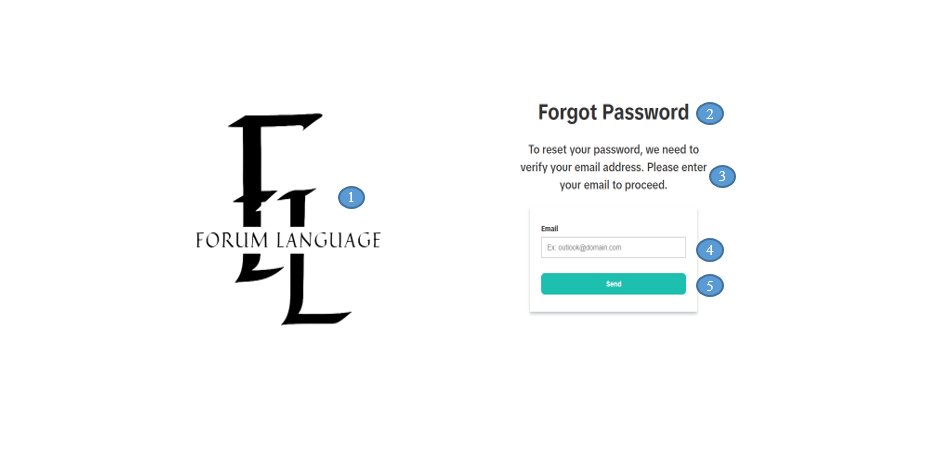 FORUM LANGUAGE
1
Forgot Password
2
To reset your password, we need to
verify your email address. Please enter
your email to proceed.
3
Email
Ex: outlook@domain.com
4
Send
5